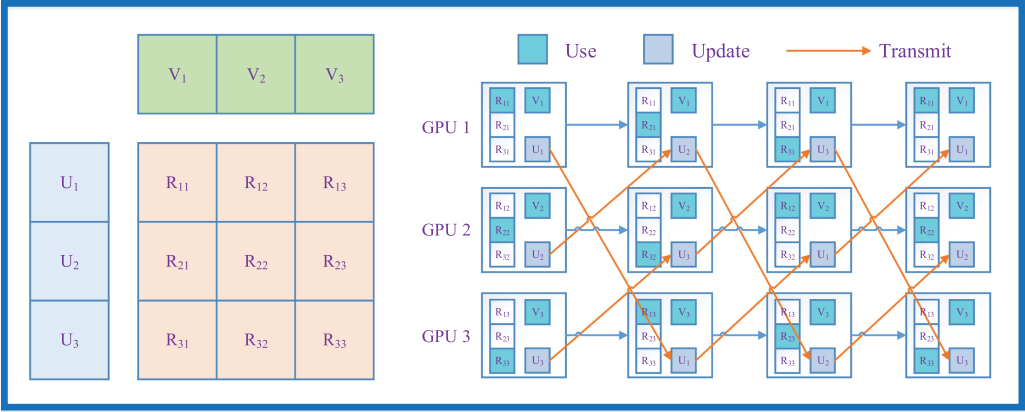 V1 V2 V3
U1 R11 R12 R13
U2 R21 R22 R23
U3 R31 R32 R33
Use Update Transmit
GPU 1
R11 V1 R11 V1 R11 V1 R11 V1
R21 R21 R21 R21
R31 U1 R31 U2 R31 U3 R31 U1
GPU 2
R12 V2 R12 V2 R12 V2 R12 V2
R22 R22 R22 R22
R32 U2 R32 U3 R32 U1 R32 U2
GPU 3
R13 V3 R13 V3 R13 V3 R13 V3
R23 R23 R23 R23
R33 U3 R33 U1 R33 U2 R33 U3